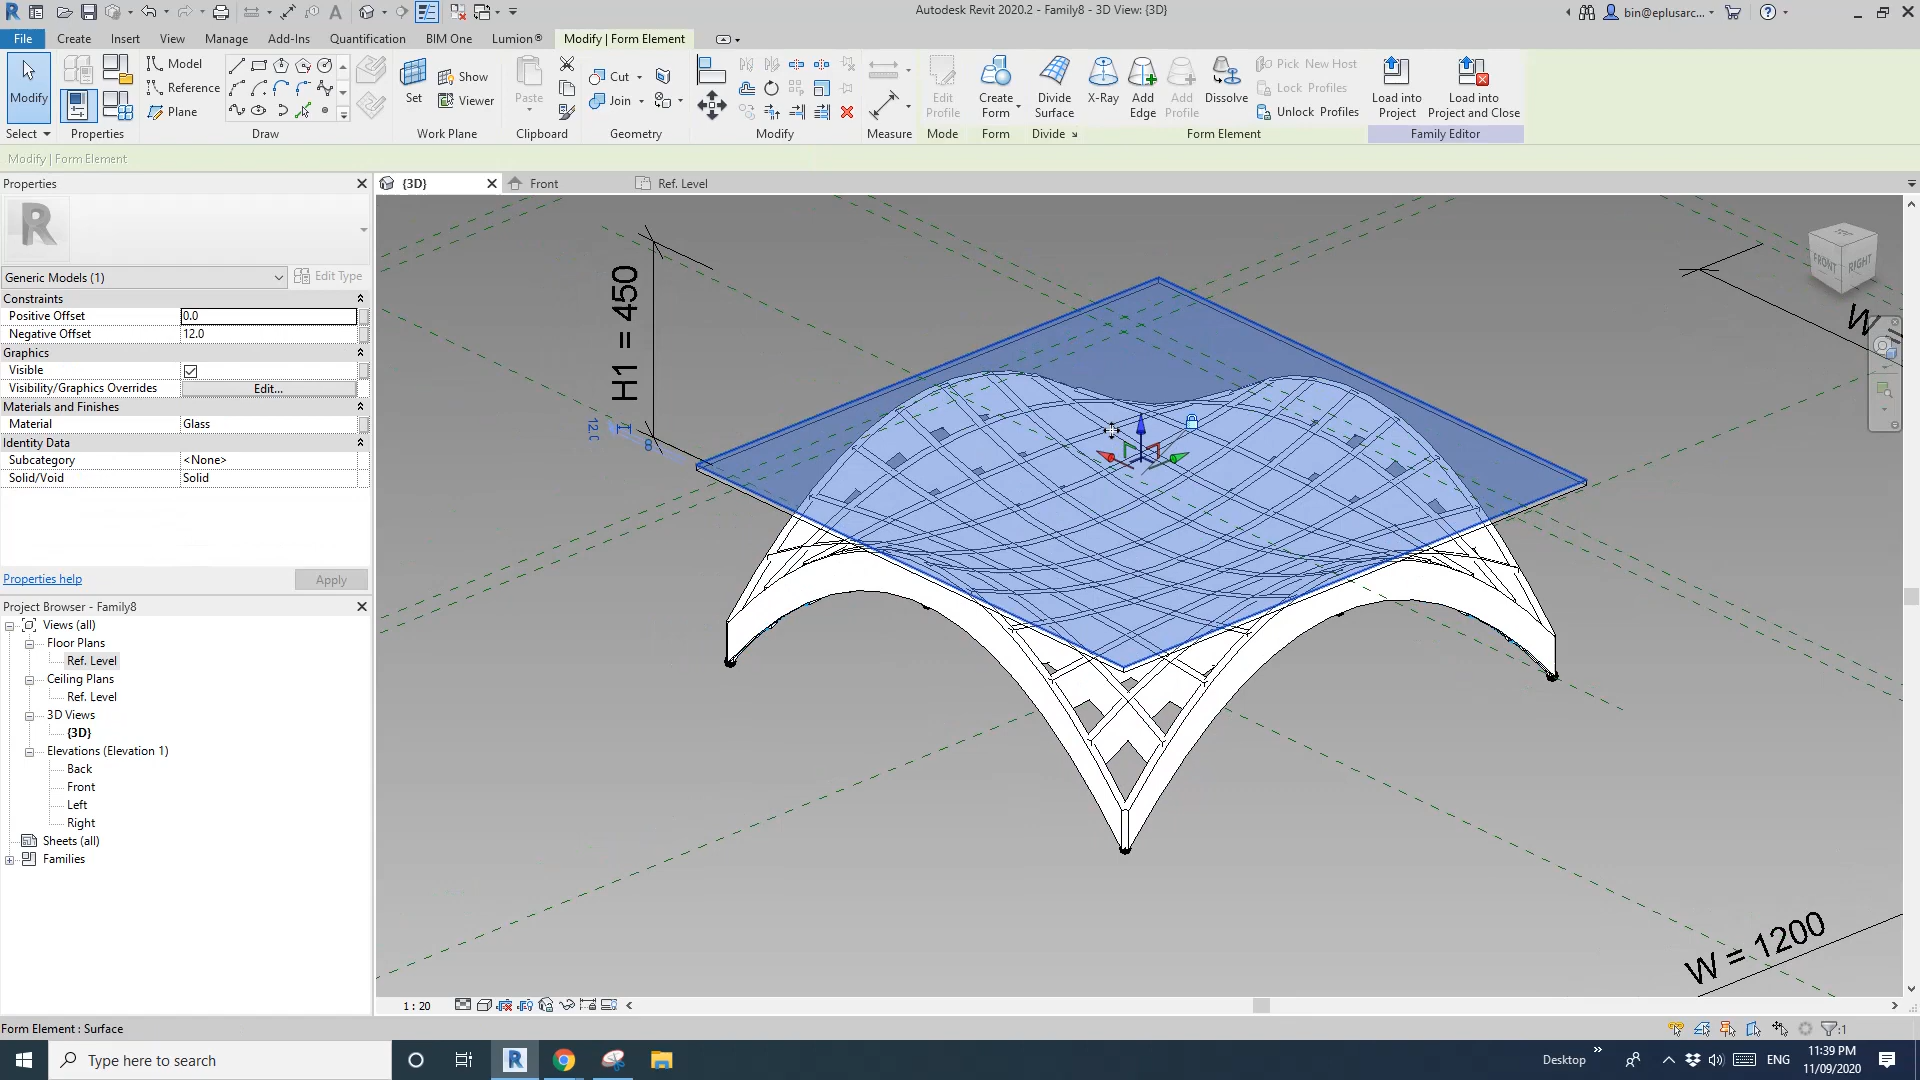 Autodesk Revit 2020.2 - Family8 - 3D View: {3D}
bin@eplusarc...
File
Create
Insert
View
Manage
Add-Ins
Quantification
BIM One
Lumion®
Modify | Form Element
Modify
Model
Reference
Plane
Set
Show
Viewer
Paste
Cut
Join
Edit
Profile
Create
Form
Divide
Surface
X-Ray
Add
Edge
Add
Profile
Dissolve
Pick New Host
Lock Profiles
Unlock Profiles
Load into
Project
Load into
Project and Close
Select
Properties
Draw
Work Plane
Clipboard
Geometry
Modify
Measure
Mode
Form
Divide
Form Element
Family Editor
Modify | Form Element
Properties
{3D}
Front
Ref. Level
R
Generic Models (1)
Edit Type
Constraints
Positive Offset
0.0
Negative Offset
12.0
Graphics
Visible
Visibility/Graphics Overrides
Edit...
Materials and Finishes
Material
Glass
Identity Data
Subcategory
<None>
Solid/Void
Solid
Properties help
Apply
Project Browser - Family8
Views (all)
Floor Plans
Ref. Level
Ceiling Plans
Ref. Level
3D Views
{3D}
Elevations (Elevation 1)
Back
Front
Left
Right
Sheets (all)
Families
H1 = 450
TOP
FRONT
RIGHT
W
W = 1200
1 : 20
Form Element : Surface
:1
Type here to search
Desktop
ENG
11:39 PM
11/09/2020